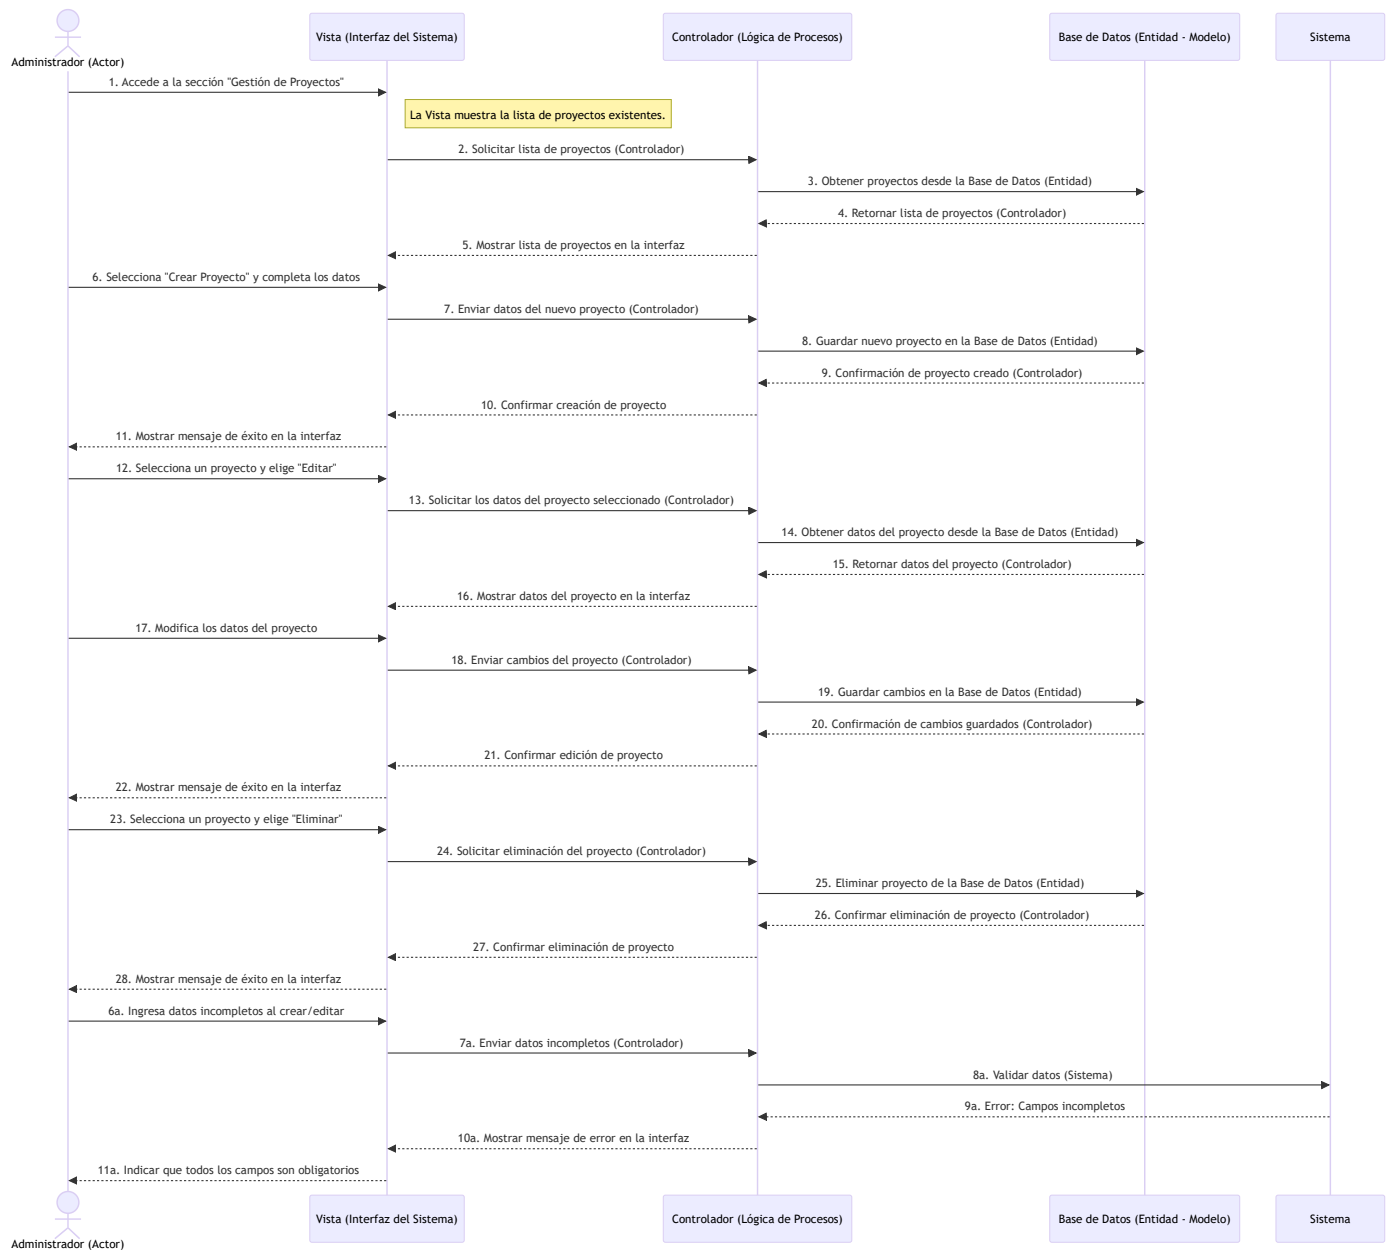 Administrador (Actor)
Vista (Interfaz del Sistema)
Controlador (Lógica de Procesos)
Base de Datos (Entidad - Modelo)
Sistema
1. Accede a la sección "Gestión de Proyectos"
La Vista muestra la lista de proyectos existentes.
2. Solicitar lista de proyectos (Controlador)
3. Obtener proyectos desde la Base de Datos (Entidad)
4. Retornar lista de proyectos (Controlador)
5. Mostrar lista de proyectos en la interfaz
6. Selecciona "Crear Proyecto" y completa los datos
7. Enviar datos del nuevo proyecto (Controlador)
8. Guardar nuevo proyecto en la Base de Datos (Entidad)
9. Confirmación de proyecto creado (Controlador)
10. Confirmar creación de proyecto
11. Mostrar mensaje de éxito en la interfaz
12. Selecciona un proyecto y elige "Editar"
13. Solicitar los datos del proyecto seleccionado (Controlador)
14. Obtener datos del proyecto desde la Base de Datos (Entidad)
15. Retornar datos del proyecto (Controlador)
16. Mostrar datos del proyecto en la interfaz
17. Modifica los datos del proyecto
18. Enviar cambios del proyecto (Controlador)
19. Guardar cambios en la Base de Datos (Entidad)
20. Confirmación de cambios guardados (Controlador)
21. Confirmar edición de proyecto
22. Mostrar mensaje de éxito en la interfaz
23. Selecciona un proyecto y elige "Eliminar"
24. Solicitar eliminación del proyecto (Controlador)
25. Eliminar proyecto de la Base de Datos (Entidad)
26. Confirmar eliminación de proyecto (Controlador)
27. Confirmar eliminación de proyecto
28. Mostrar mensaje de éxito en la interfaz
6a. Ingresa datos incompletos al crear/editar
7a. Enviar datos incompletos (Controlador)
8a. Validar datos (Sistema)
9a. Error: Campos incompletos
10a. Mostrar mensaje de error en la interfaz
11a. Indicar que todos los campos son obligatorios
Administrador (Actor)
Vista (Interfaz del Sistema)
Controlador (Lógica de Procesos)
Base de Datos (Entidad - Modelo)
Sistema